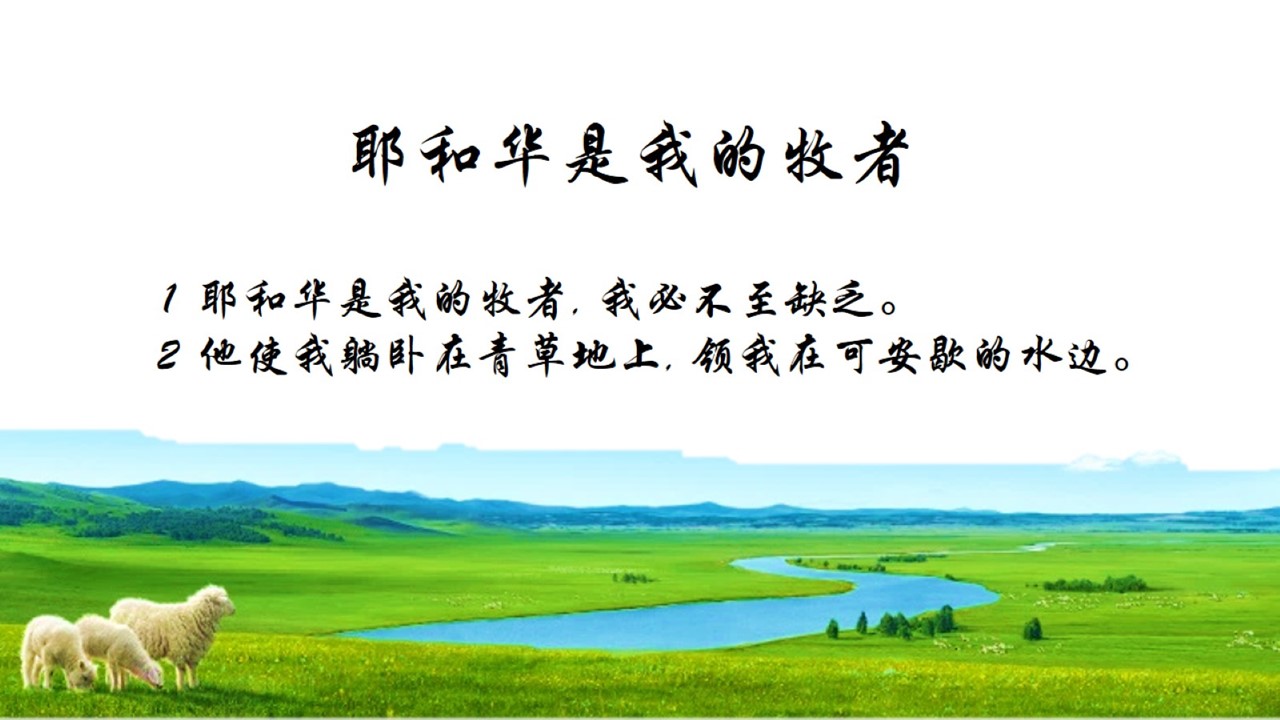 耶和华是我的牧者
1 耶和华是我的牧者, 我必不至缺乏。
2 他使我躺卧在青草地上, 领我在可安歇的水边。